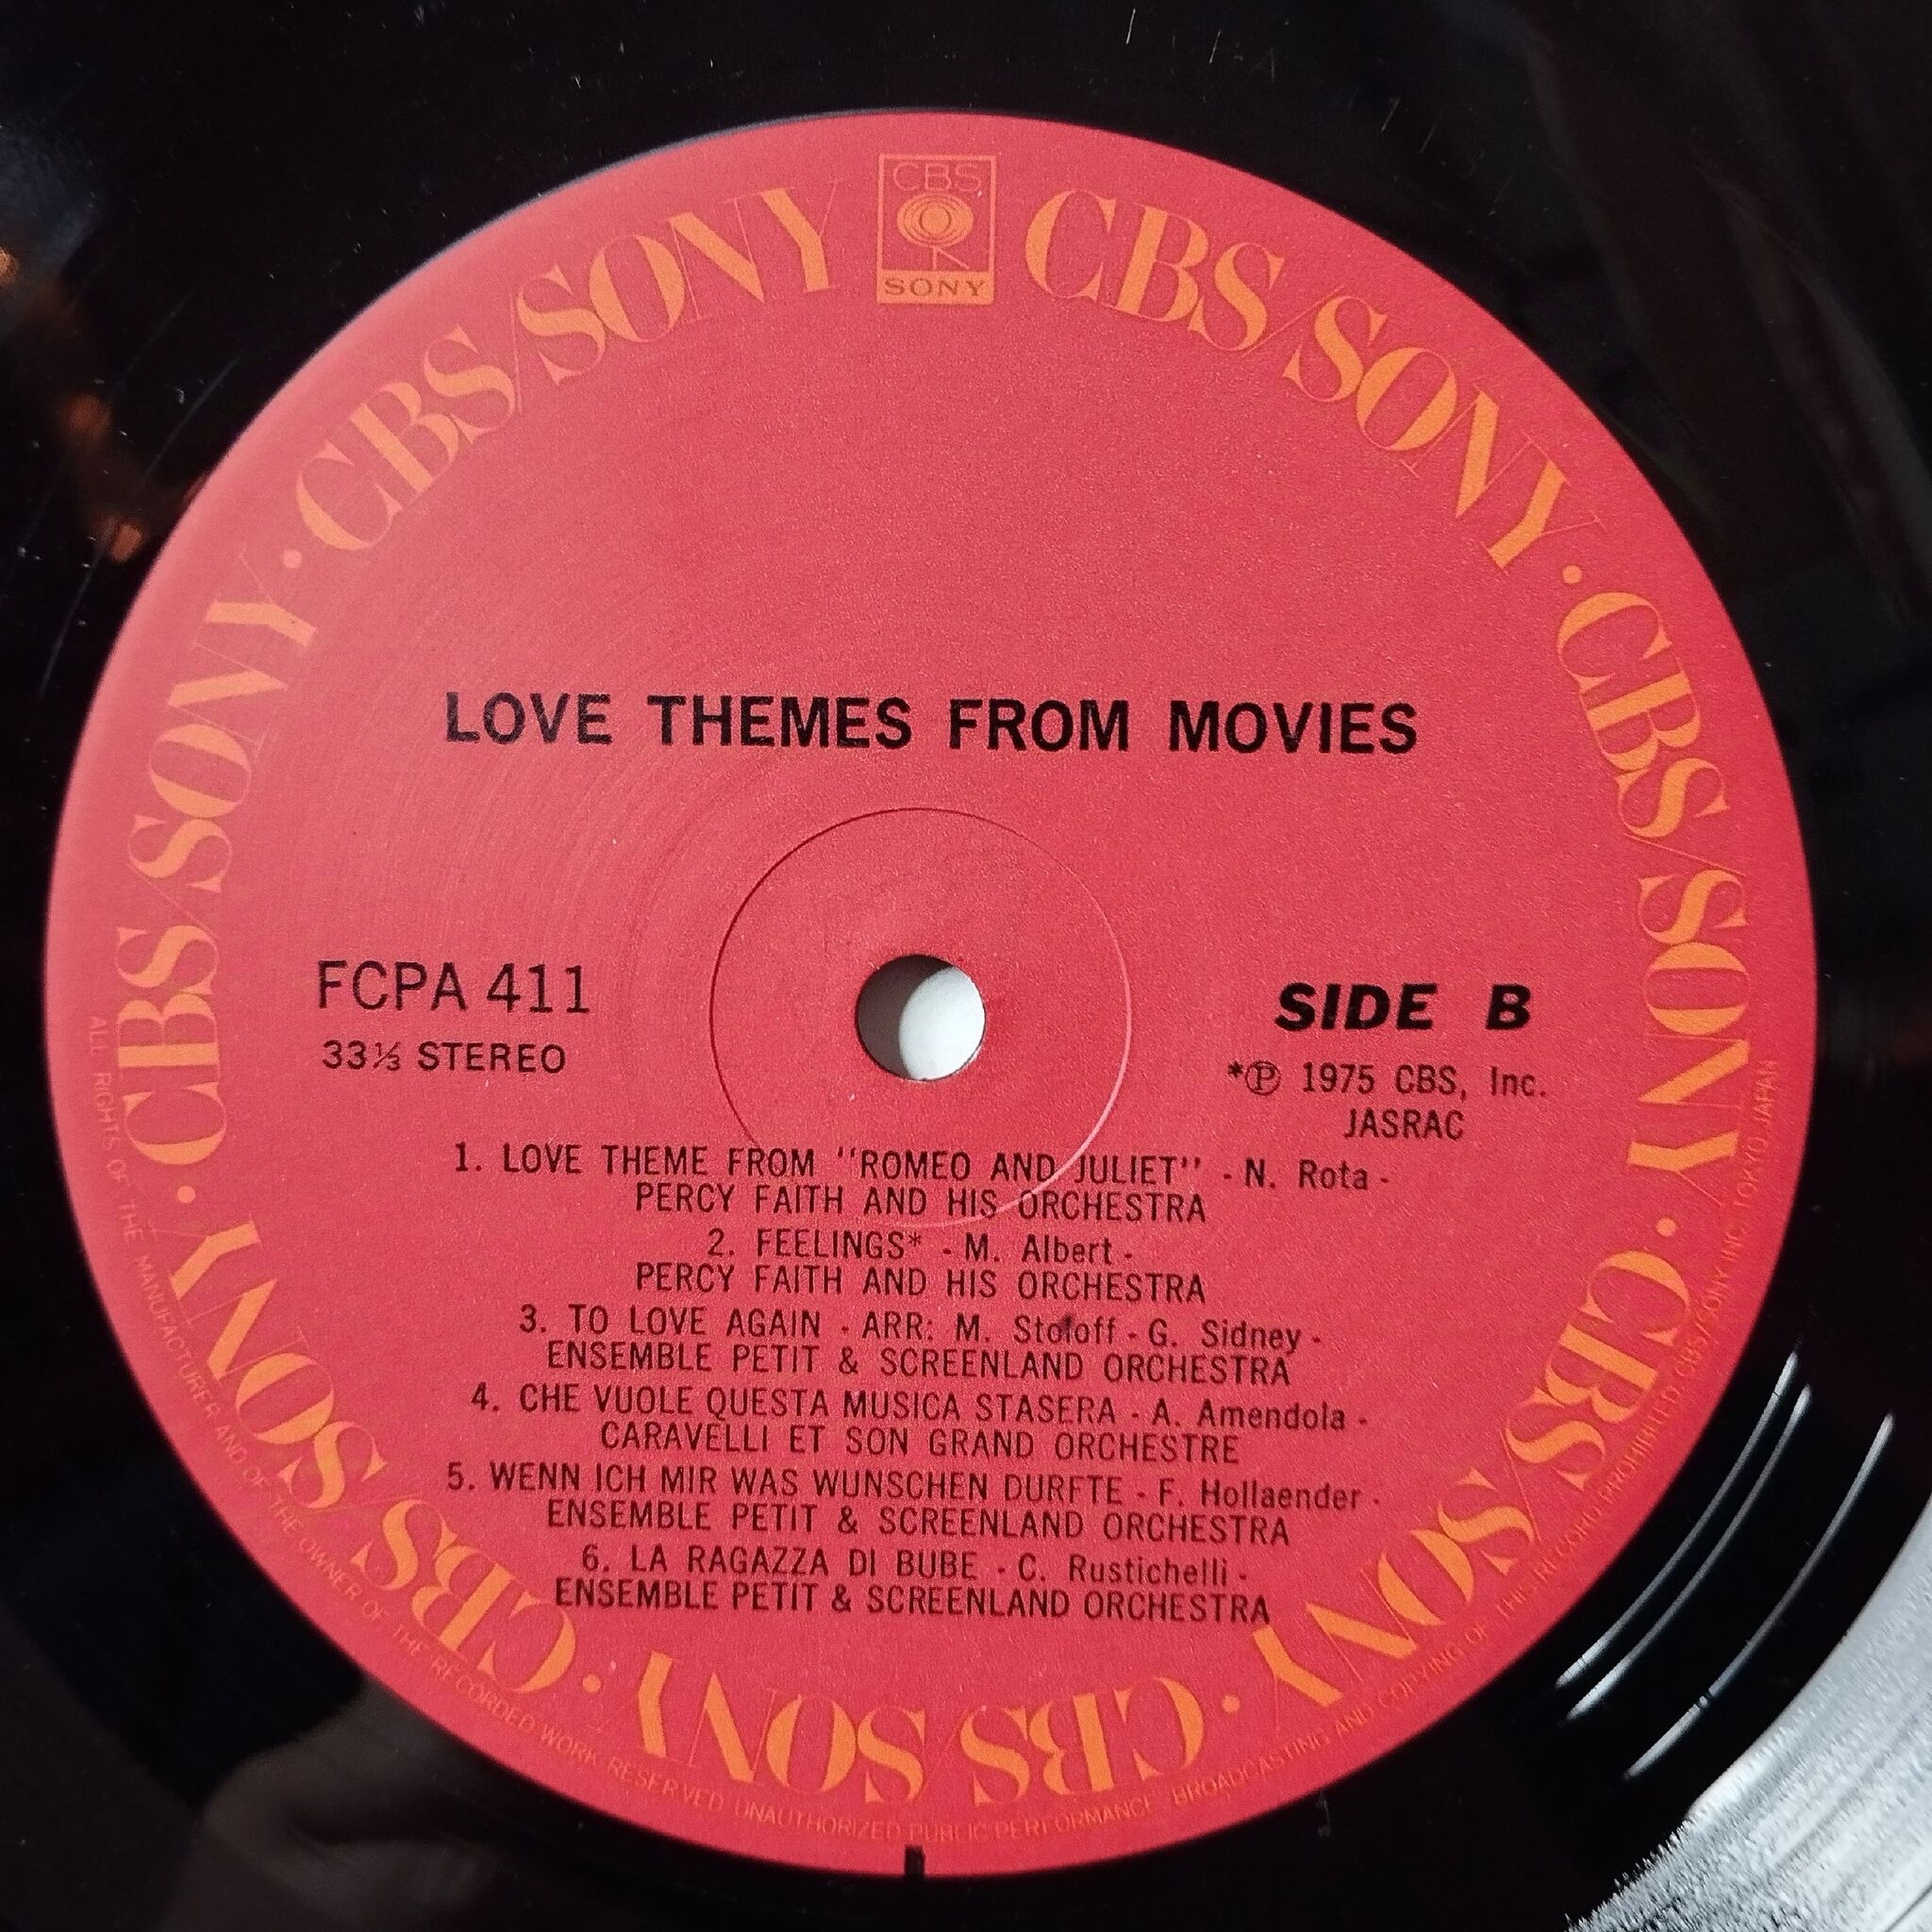 CBS
SONY
CBS/SONY · CBS/SONY · CBS/SONY · CBS/SONY · CBS/SONY · CBS/SONY · CBS/SONY · CBS/SONY
LOVE THEMES FROM MOVIES
FCPA 411
33⅓ STEREO
SIDE B
*℗ 1975 CBS, Inc.
JASRAC
1. LOVE THEME FROM "ROMEO AND JULIET" - N. Rota -
PERCY FAITH AND HIS ORCHESTRA
2. FEELINGS* - M. Albert -
PERCY FAITH AND HIS ORCHESTRA
3. TO LOVE AGAIN - ARR: M. Stoloff - G. Sidney -
ENSEMBLE PETIT & SCREENLAND ORCHESTRA
4. CHE VUOLE QUESTA MUSICA STASERA - A. Amendola -
CARAVELLI ET SON GRAND ORCHESTRE
5. WENN ICH MIR WAS WUNSCHEN DURFTE - F. Hollaender -
ENSEMBLE PETIT & SCREENLAND ORCHESTRA
6. LA RAGAZZA DI BUBE - C. Rustichelli -
ENSEMBLE PETIT & SCREENLAND ORCHESTRA
ALL RIGHTS OF THE MANUFACTURER AND OF THE OWNER OF THE RECORDED WORK RESERVED UNAUTHORIZED PUBLIC PERFORMANCE, BROADCASTING AND COPYING OF THIS RECORD PROHIBITED. CBS/SONY INC. TOKYO JAPAN